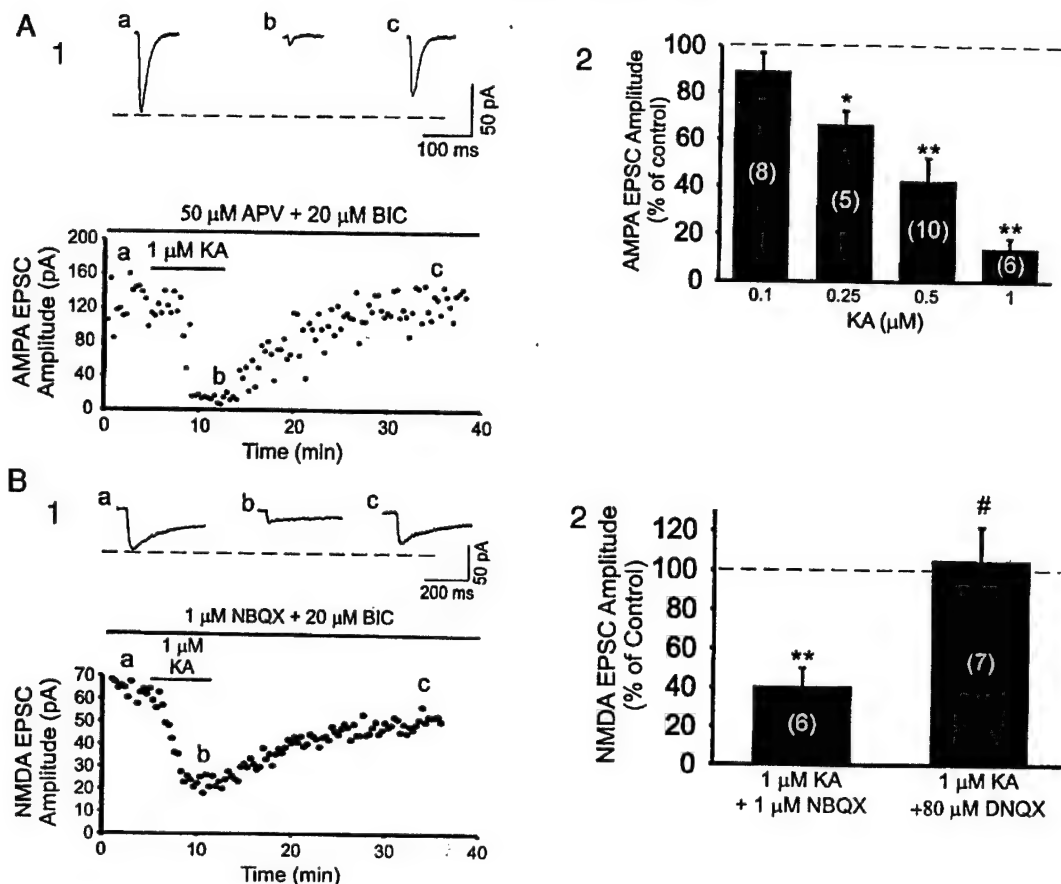 A
1
a
b
c
50 pA
100 ms
50 μM APV + 20 μM BIC
a
1 μM KA
b
c
AMPA EPSC
Amplitude (pA)
200
160
120
80
40
0
0
10
20
30
40
Time (min)
2
AMPA EPSC Amplitude
(% of control)
100
80
60
40
20
0
(8)
*
(5)
**
(10)
**
(6)
0.1
0.25
0.5
1
KA (μM)
B
1
a
b
c
50 pA
200 ms
1 μM NBQX + 20 μM BIC
1 μM
KA
a
b
c
NMDA EPSC
Amplitude (pA)
70
60
50
40
30
20
10
0
0
10
20
30
40
Time (min)
2
NMDA EPSC Amplitude
(% of Control)
120
100
80
60
40
20
0
**
(6)
#
(7)
1 μM KA
+ 1 μM NBQX
1 μM KA
+80 μM DNQX